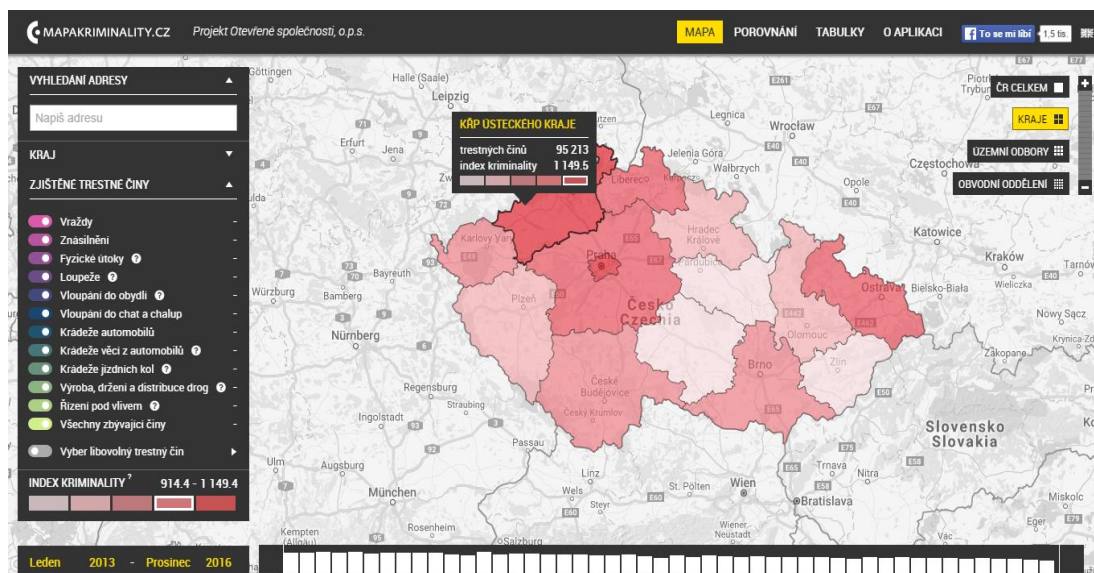 MAPAKRIMINALITY.CZ Projekt Otevřené společnosti, o.p.s. MAPA POROVNÁNÍ TABULKY O APLIKACI To se mi líbí 1,5 tis.
VYHLEDÁNÍ ADRESY
Napiš adresu
KRAJ
ZJIŠTĚNÉ TRESTNÉ ČINY
Vraždy -
Znásilnění -
Fyzické útoky ? -
Loupeže ? -
Vloupání do obydlí ? -
Vloupání do chat a chalup -
Krádeže automobilů -
Krádeže věcí z automobilů ? -
Krádeže jízdních kol ? -
Výroba, držení a distribuce drog ? -
Řízení pod vlivem ? -
Všechny zbývající činy -
Vyber libovolný trestný čin
INDEX KRIMINALITY ? 914.4 - 1 149.4
Leden 2013 - Prosinec 2016
KŘP ÚSTECKÉHO KRAJE
trestných činů 95 213
index kriminality 1 149.5
ČR CELKEM
KRAJE
ÚZEMNÍ ODBORY
OBVODNÍ ODDĚLENÍ
Göttingen
Halle (Saale)
Leipzig
Erfurt
Jena
Legnica
Wrocław
Jelenia Góra
Wałbrzych
Opole
Częstochowa
Katowice
Kraków
Tarnów
Bielsko-Biała
Wieliczka
Nowy Sącz
Krynica-Zd
Zakopane
Liberec
Karlovy Vary
Praha
Hradec
Králové
Pardubice
Plzeň
Česko
Czechia
Ostrava
Olomouc
Brno
Zlín
České
Budějovice
Český Krumlov
Würzburg
Bamberg
Bayreuth
Nürnberg
Regensburg
Straubing
Ingolstadt
Passau
Ulm
Augsburg
München
Rosenheim
Kempten
(Allgäu)
Salzburg
Linz
Wels
Steyr
St. Pölten
Wien
Wiener
Neustadt
Bratislava
Trnava
Nitra
Slovensko
Slovakia
Miskolc
Eger
Vác